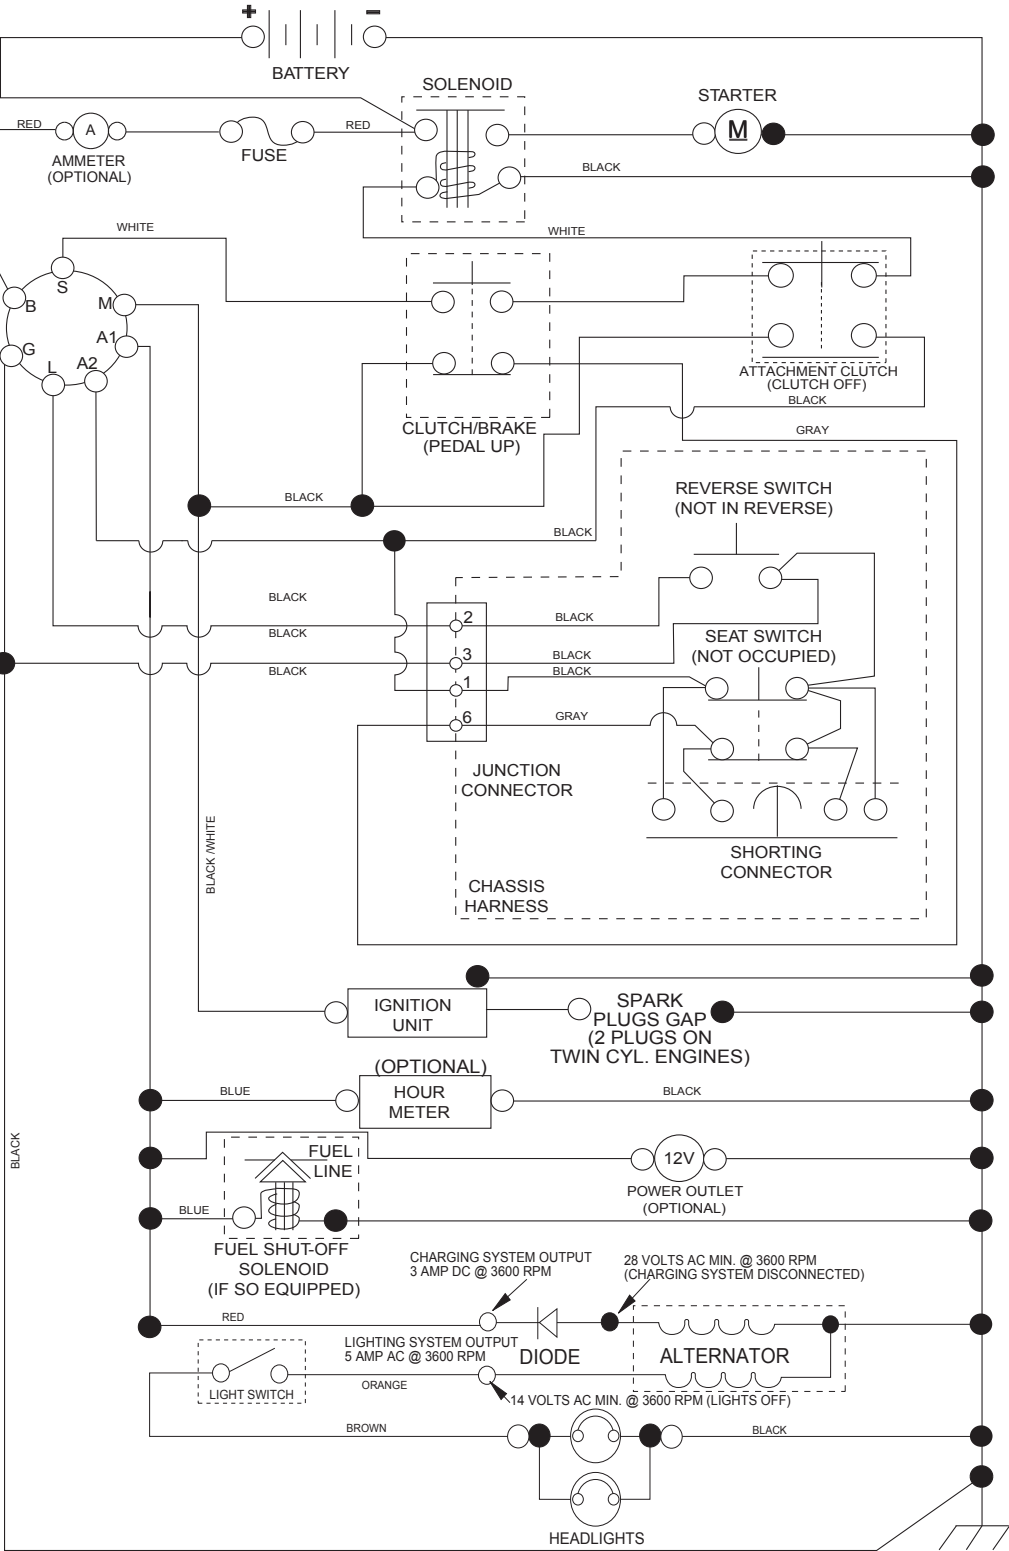 + -
BATTERY
SOLENOID
STARTER
RED
A
RED
M
AMMETER
(OPTIONAL)
FUSE
BLACK
WHITE
WHITE
S
B
M
A1
G
L
A2
ATTACHMENT CLUTCH
(CLUTCH OFF)
BLACK
CLUTCH/BRAKE
(PEDAL UP)
GRAY
REVERSE SWITCH
(NOT IN REVERSE)
BLACK
BLACK
BLACK
BLACK
2
BLACK
SEAT SWITCH
(NOT OCCUPIED)
3
BLACK
BLACK
1
BLACK
6
GRAY
JUNCTION
CONNECTOR
BLACK /WHITE
SHORTING
CONNECTOR
CHASSIS
HARNESS
IGNITION
UNIT
SPARK
PLUGS GAP
(2 PLUGS ON
TWIN CYL. ENGINES)
(OPTIONAL)
HOUR
METER
BLUE
BLACK
BLACK
FUEL
LINE
12V
POWER OUTLET
(OPTIONAL)
BLUE
FUEL SHUT-OFF
SOLENOID
(IF SO EQUIPPED)
CHARGING SYSTEM OUTPUT
3 AMP DC @ 3600 RPM
28 VOLTS AC MIN. @ 3600 RPM
(CHARGING SYSTEM DISCONNECTED)
RED
LIGHTING SYSTEM OUTPUT
5 AMP AC @ 3600 RPM
DIODE
ALTERNATOR
LIGHT SWITCH
ORANGE
14 VOLTS AC MIN. @ 3600 RPM (LIGHTS OFF)
BROWN
BLACK
HEADLIGHTS